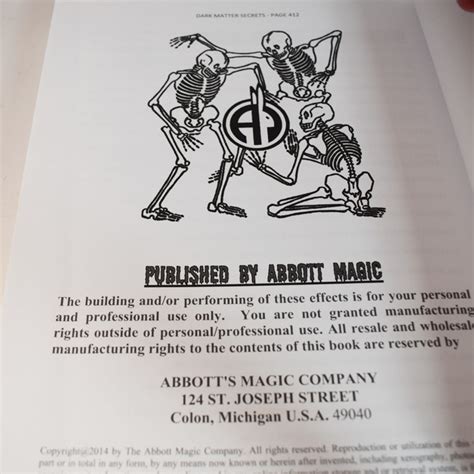 DARK MATTER SECRETS - PAGE 412
PUBLISHED BY ABBOTT MAGIC
The building and/or performing of these effects is for your personal
and professional use only. You are not granted manufacturing
rights outside of personal/professional use. All resale and wholesale
manufacturing rights to the contents of this book are reserved by
ABBOTT'S MAGIC COMPANY
124 ST. JOSEPH STREET
Colon, Michigan U.S.A. 49040
Copyright@2014 by The Abbott Magic Company. All rights reserved. Reproduction or utilization of this
part or in total in any form, by any means now known or herein after invented, including xerography,